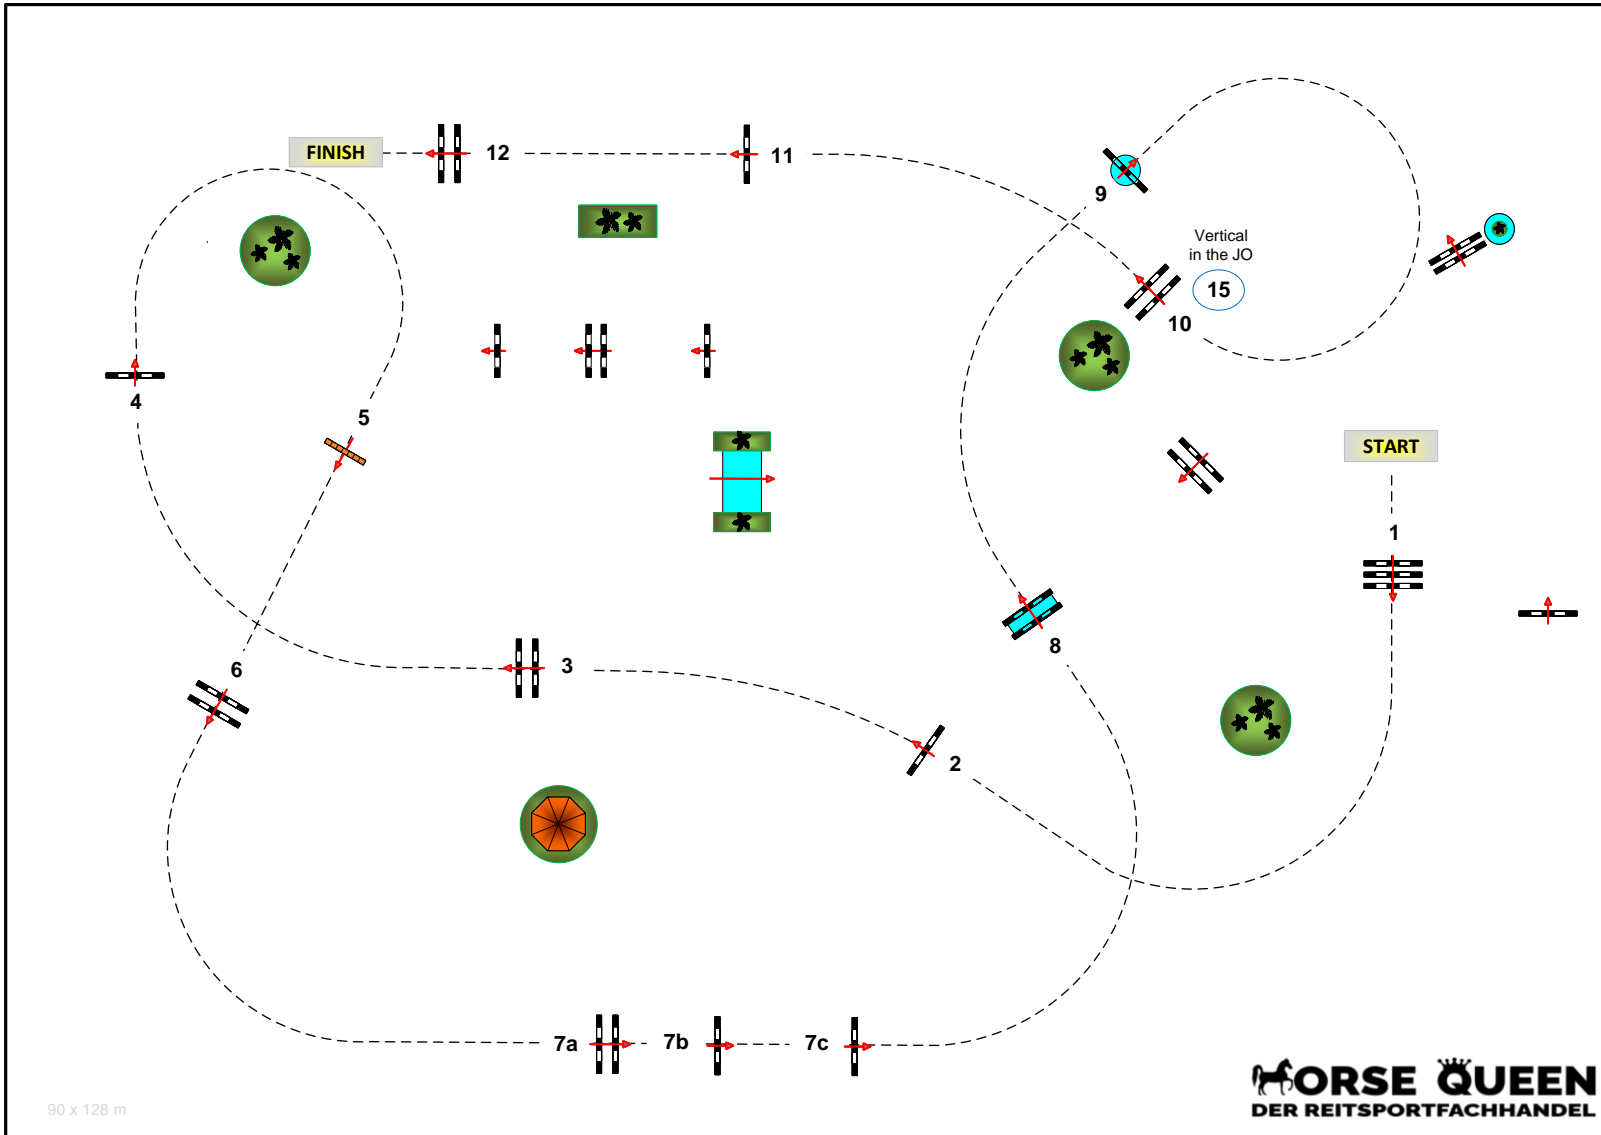 FINISH
12
11
9
Vertical
in the JO
15
10
4
5
START
1
8
6
3
2
7a
7b
7c
HORSE QUEEN
DER REITSPORTFACHHANDEL
90 x 128 m